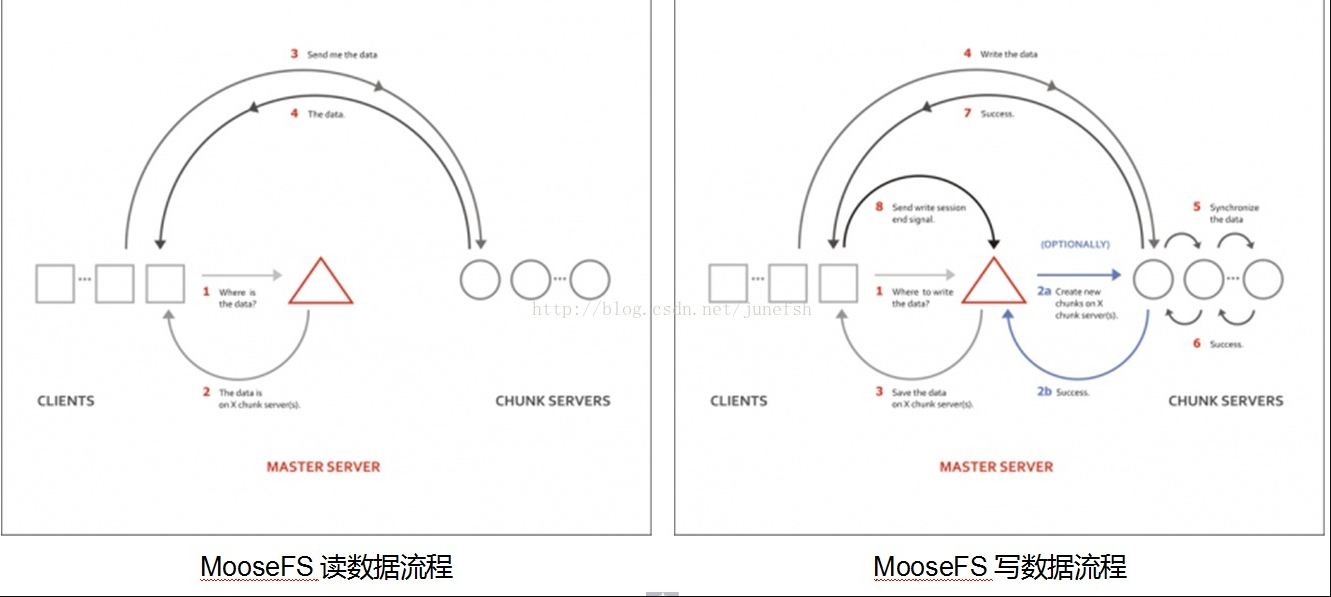 3 Send me the data
4 The data.
1 Where is
the data?
2 The data is
on X chunk server(s).
CLIENTS
CHUNK SERVERS
MASTER SERVER
MooseFS 读数据流程
4 Write the data
7 Success.
8 Send write session
end signal.
5 Synchronize
the data
(OPTIONALLY)
1 Where to write
the data?
2a Create new
chunks on X
chunk server(s).
6 Success.
3 Save the data
on X chunk server(s).
2b Success.
CLIENTS
CHUNK SERVERS
MASTER SERVER
MooseFS 写数据流程
http://blog.csdn.net/junefsh